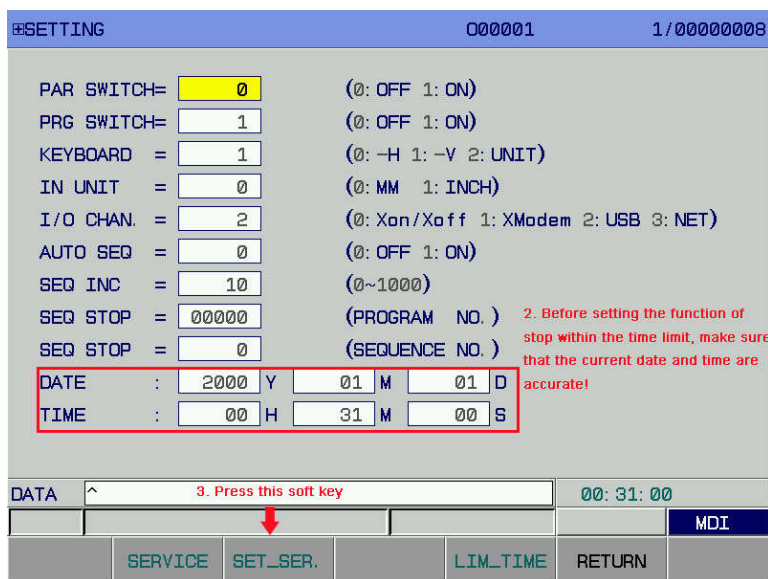 SETTING O00001 1/00000008
PAR SWITCH= 0 (0: OFF 1: ON)
PRG SWITCH= 1 (0: OFF 1: ON)
KEYBOARD = 1 (0: -H 1: -V 2: UNIT)
IN UNIT = 0 (0: MM 1: INCH)
I/O CHAN. = 2 (0: Xon/Xoff 1: XModem 2: USB 3: NET)
AUTO SEQ = 0 (0: OFF 1: ON)
SEQ INC = 10 (0~1000)
SEQ STOP = 00000 (PROGRAM NO. )
SEQ STOP = 0 (SEQUENCE NO. )
2. Before setting the function of
stop within the time limit, make sure
that the current date and time are
accurate!
DATE : 2000 Y 01 M 01 D
TIME : 00 H 31 M 00 S
DATA ^ 3. Press this soft key 00: 31: 00
MDI
SERVICE SET_SER. LIM_TIME RETURN